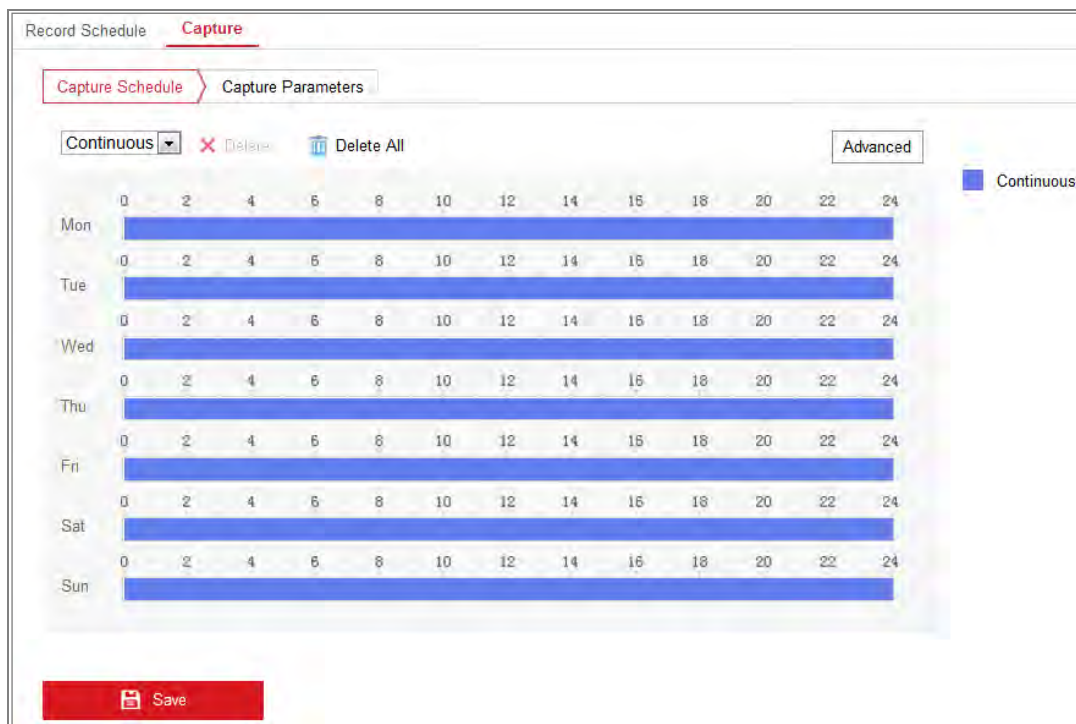 Record Schedule Capture
Capture Schedule Capture Parameters
Continuous Delete Delete All Advanced
Continuous
0 2 4 6 8 10 12 14 16 18 20 22 24
Mon
0 2 4 6 8 10 12 14 16 18 20 22 24
Tue
0 2 4 6 8 10 12 14 16 18 20 22 24
Wed
0 2 4 6 8 10 12 14 16 18 20 22 24
Thu
0 2 4 6 8 10 12 14 16 18 20 22 24
Fri
0 2 4 6 8 10 12 14 16 18 20 22 24
Sat
0 2 4 6 8 10 12 14 16 18 20 22 24
Sun
Save